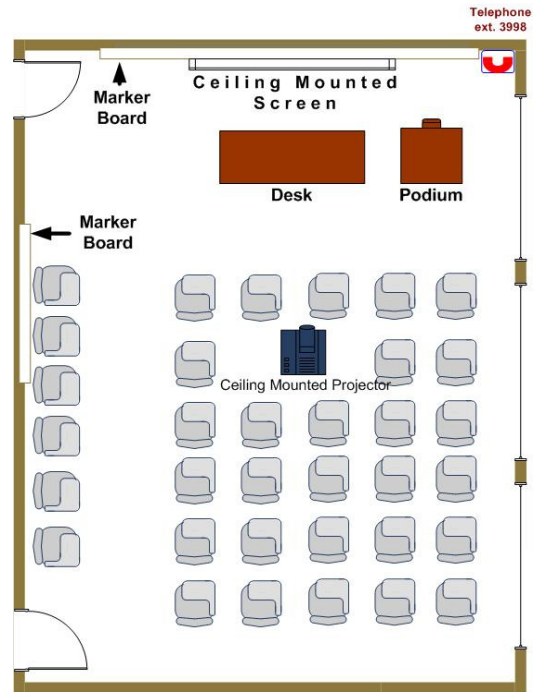 Telephone
ext. 3998
Ceiling Mounted
Screen
Marker
Board
Desk
Podium
Marker
Board
Ceiling Mounted Projector